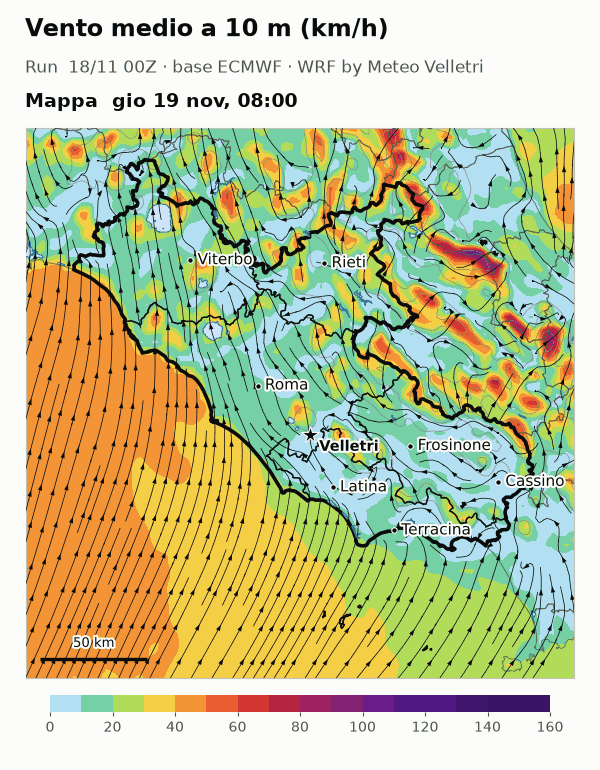 Vento medio a 10 m (km/h)
Run  18/11 00Z · base ECMWF · WRF by Meteo Velletri
Mappa  gio 19 nov, 08:00
Viterbo
Rieti
Roma
Velletri
Frosinone
Latina
Cassino
Terracina
50 km
0 20 40 60 80 100 120 140 160